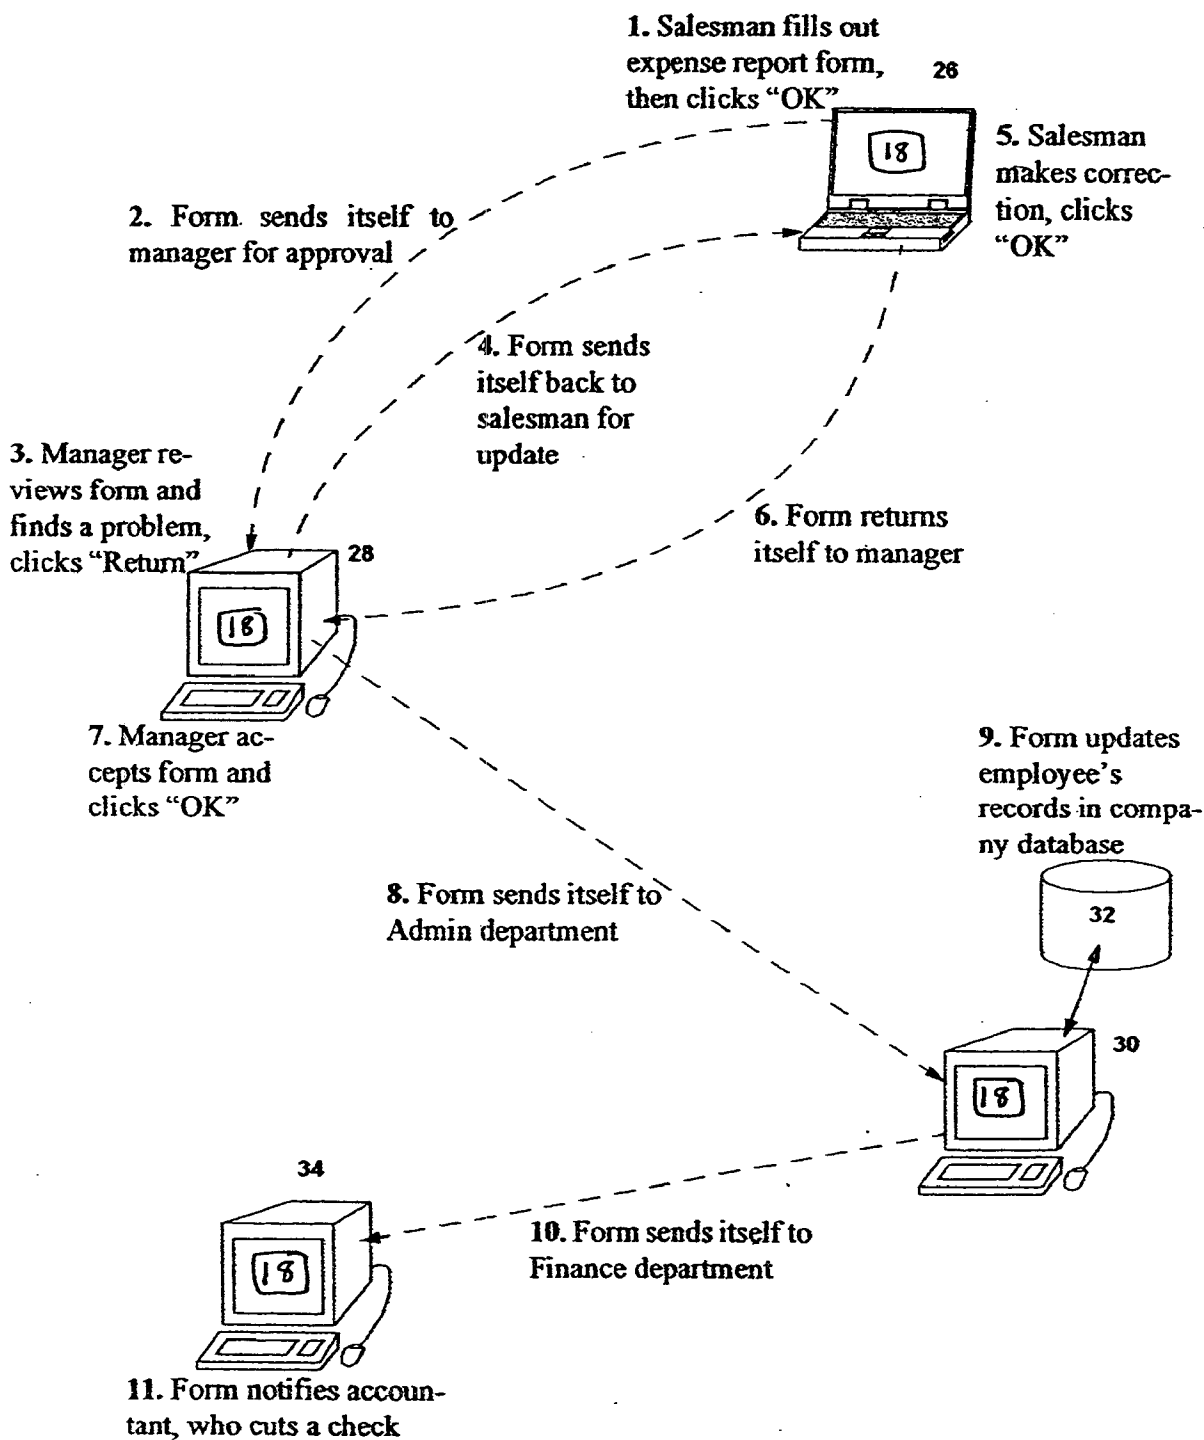 1. Salesman fills out
expense report form,
then clicks “OK”
26
18
5. Salesman
makes correc-
tion, clicks
“OK”
2. Form sends itself to
manager for approval
4. Form sends
itself back to
salesman for
update
3. Manager re-
views form and
finds a problem,
clicks “Return”
28
18
6. Form returns
itself to manager
7. Manager ac-
cepts form and
clicks “OK”
9. Form updates
employee’s
records in compa-
ny database
32
8. Form sends itself to
Admin department
30
18
34
18
10. Form sends itself to
Finance department
11. Form notifies accoun-
tant, who cuts a check